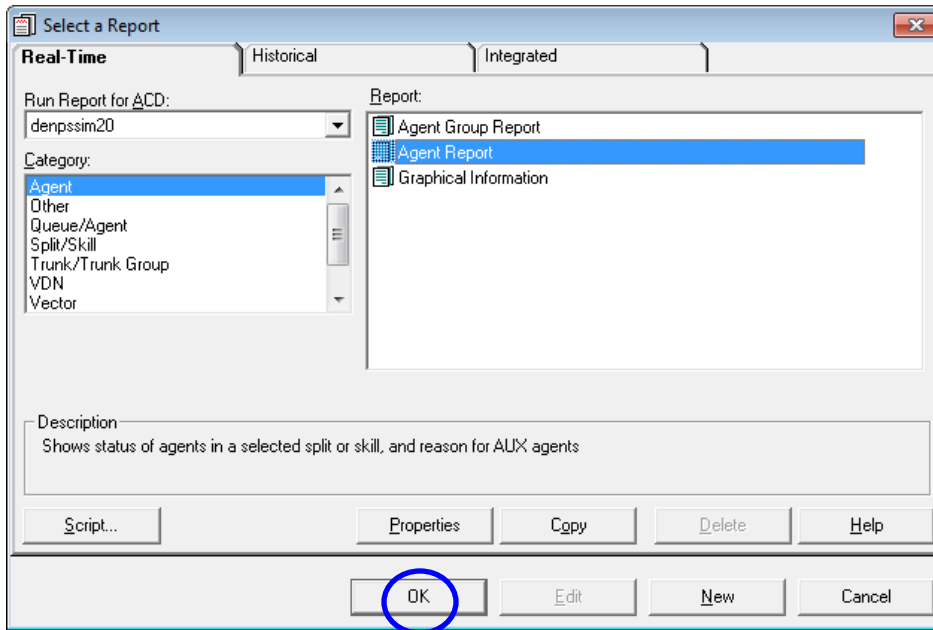 Select a Report
Real-Time Historical Integrated
Run Report for ACD:
denpssim20
Category:
Agent
Other
Queue/Agent
Split/Skill
Trunk/Trunk Group
VDN
Vector
Report:
Agent Group Report
Agent Report
Graphical Information
Description
Shows status of agents in a selected split or skill, and reason for AUX agents
Script... Properties Copy Delete Help
OK Edit New Cancel